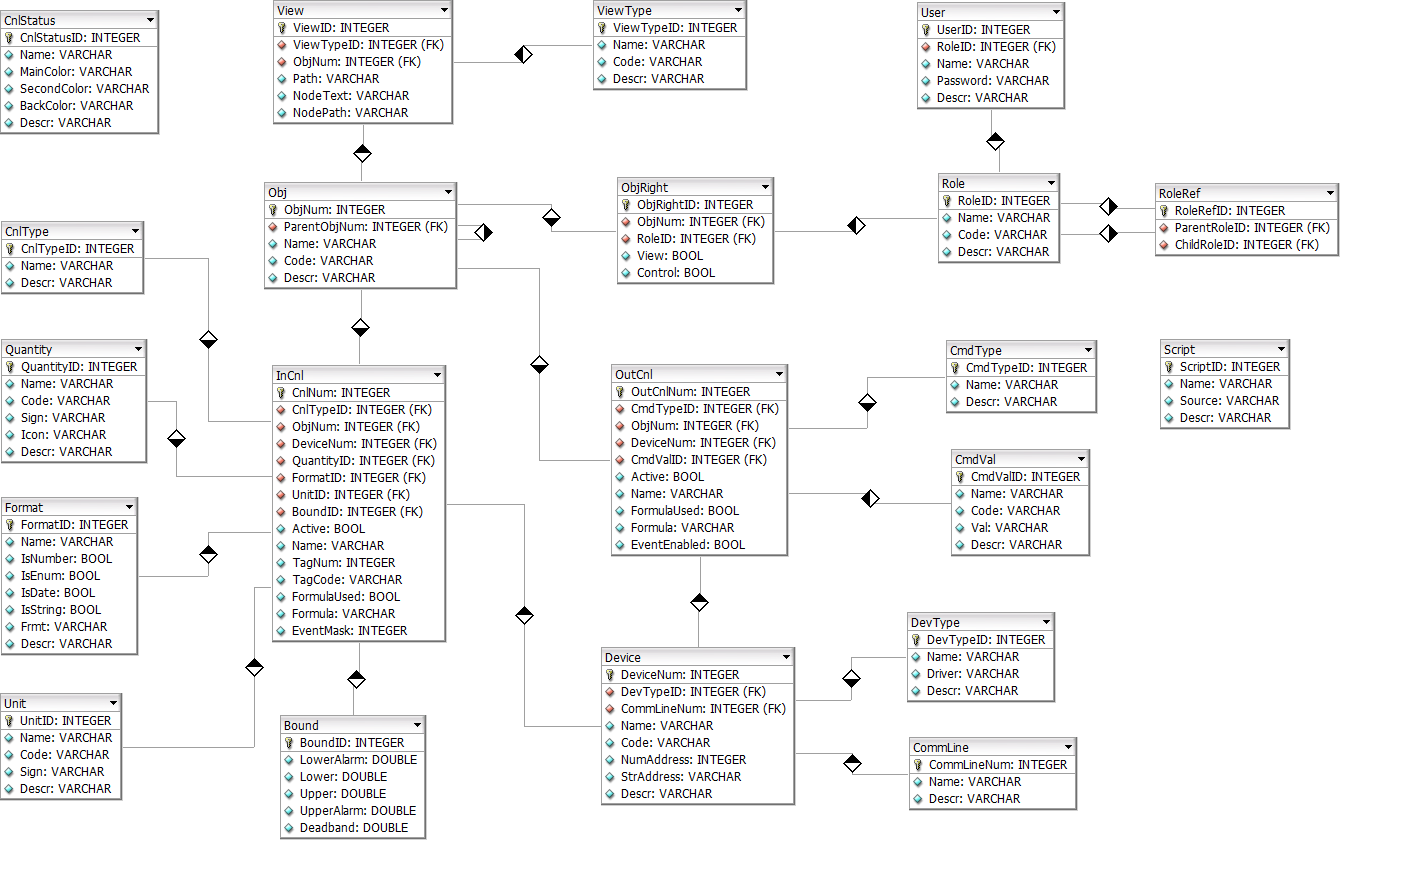 CnlStatus
CnlStatusID: INTEGER
Name: VARCHAR
MainColor: VARCHAR
SecondColor: VARCHAR
BackColor: VARCHAR
Descr: VARCHAR
View
ViewID: INTEGER
ViewTypeID: INTEGER (FK)
ObjNum: INTEGER (FK)
Path: VARCHAR
NodeText: VARCHAR
NodePath: VARCHAR
ViewType
ViewTypeID: INTEGER
Name: VARCHAR
Code: VARCHAR
Descr: VARCHAR
User
UserID: INTEGER
RoleID: INTEGER (FK)
Name: VARCHAR
Password: VARCHAR
Descr: VARCHAR
Obj
ObjNum: INTEGER
ParentObjNum: INTEGER (FK)
Name: VARCHAR
Code: VARCHAR
Descr: VARCHAR
ObjRight
ObjRightID: INTEGER
ObjNum: INTEGER (FK)
RoleID: INTEGER (FK)
View: BOOL
Control: BOOL
Role
RoleID: INTEGER
Name: VARCHAR
Code: VARCHAR
Descr: VARCHAR
RoleRef
RoleRefID: INTEGER
ParentRoleID: INTEGER (FK)
ChildRoleID: INTEGER (FK)
CnlType
CnlTypeID: INTEGER
Name: VARCHAR
Descr: VARCHAR
Quantity
QuantityID: INTEGER
Name: VARCHAR
Code: VARCHAR
Sign: VARCHAR
Icon: VARCHAR
Descr: VARCHAR
InCnl
CnlNum: INTEGER
CnlTypeID: INTEGER (FK)
ObjNum: INTEGER (FK)
DeviceNum: INTEGER (FK)
QuantityID: INTEGER (FK)
FormatID: INTEGER (FK)
UnitID: INTEGER (FK)
BoundID: INTEGER (FK)
Active: BOOL
Name: VARCHAR
TagNum: INTEGER
TagCode: VARCHAR
FormulaUsed: BOOL
Formula: VARCHAR
EventMask: INTEGER
OutCnl
OutCnlNum: INTEGER
CmdTypeID: INTEGER (FK)
ObjNum: INTEGER (FK)
DeviceNum: INTEGER (FK)
CmdValID: INTEGER (FK)
Active: BOOL
Name: VARCHAR
FormulaUsed: BOOL
Formula: VARCHAR
EventEnabled: BOOL
CmdType
CmdTypeID: INTEGER
Name: VARCHAR
Descr: VARCHAR
Script
ScriptID: INTEGER
Name: VARCHAR
Source: VARCHAR
Descr: VARCHAR
CmdVal
CmdValID: INTEGER
Name: VARCHAR
Code: VARCHAR
Val: VARCHAR
Descr: VARCHAR
Format
FormatID: INTEGER
Name: VARCHAR
IsNumber: BOOL
IsEnum: BOOL
IsDate: BOOL
IsString: BOOL
Frmt: VARCHAR
Descr: VARCHAR
Unit
UnitID: INTEGER
Name: VARCHAR
Code: VARCHAR
Sign: VARCHAR
Descr: VARCHAR
Bound
BoundID: INTEGER
LowerAlarm: DOUBLE
Lower: DOUBLE
Upper: DOUBLE
UpperAlarm: DOUBLE
Deadband: DOUBLE
Device
DeviceNum: INTEGER
DevTypeID: INTEGER (FK)
CommLineNum: INTEGER (FK)
Name: VARCHAR
Code: VARCHAR
NumAddress: INTEGER
StrAddress: VARCHAR
Descr: VARCHAR
DevType
DevTypeID: INTEGER
Name: VARCHAR
Driver: VARCHAR
Descr: VARCHAR
CommLine
CommLineNum: INTEGER
Name: VARCHAR
Descr: VARCHAR